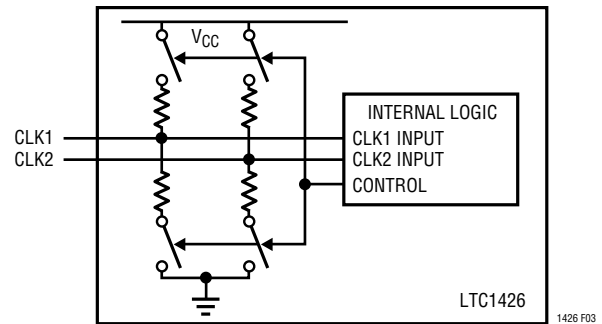 VCC
INTERNAL LOGIC
CLK1
CLK1 INPUT
CLK2
CLK2 INPUT
CONTROL
LTC1426
1426 F03